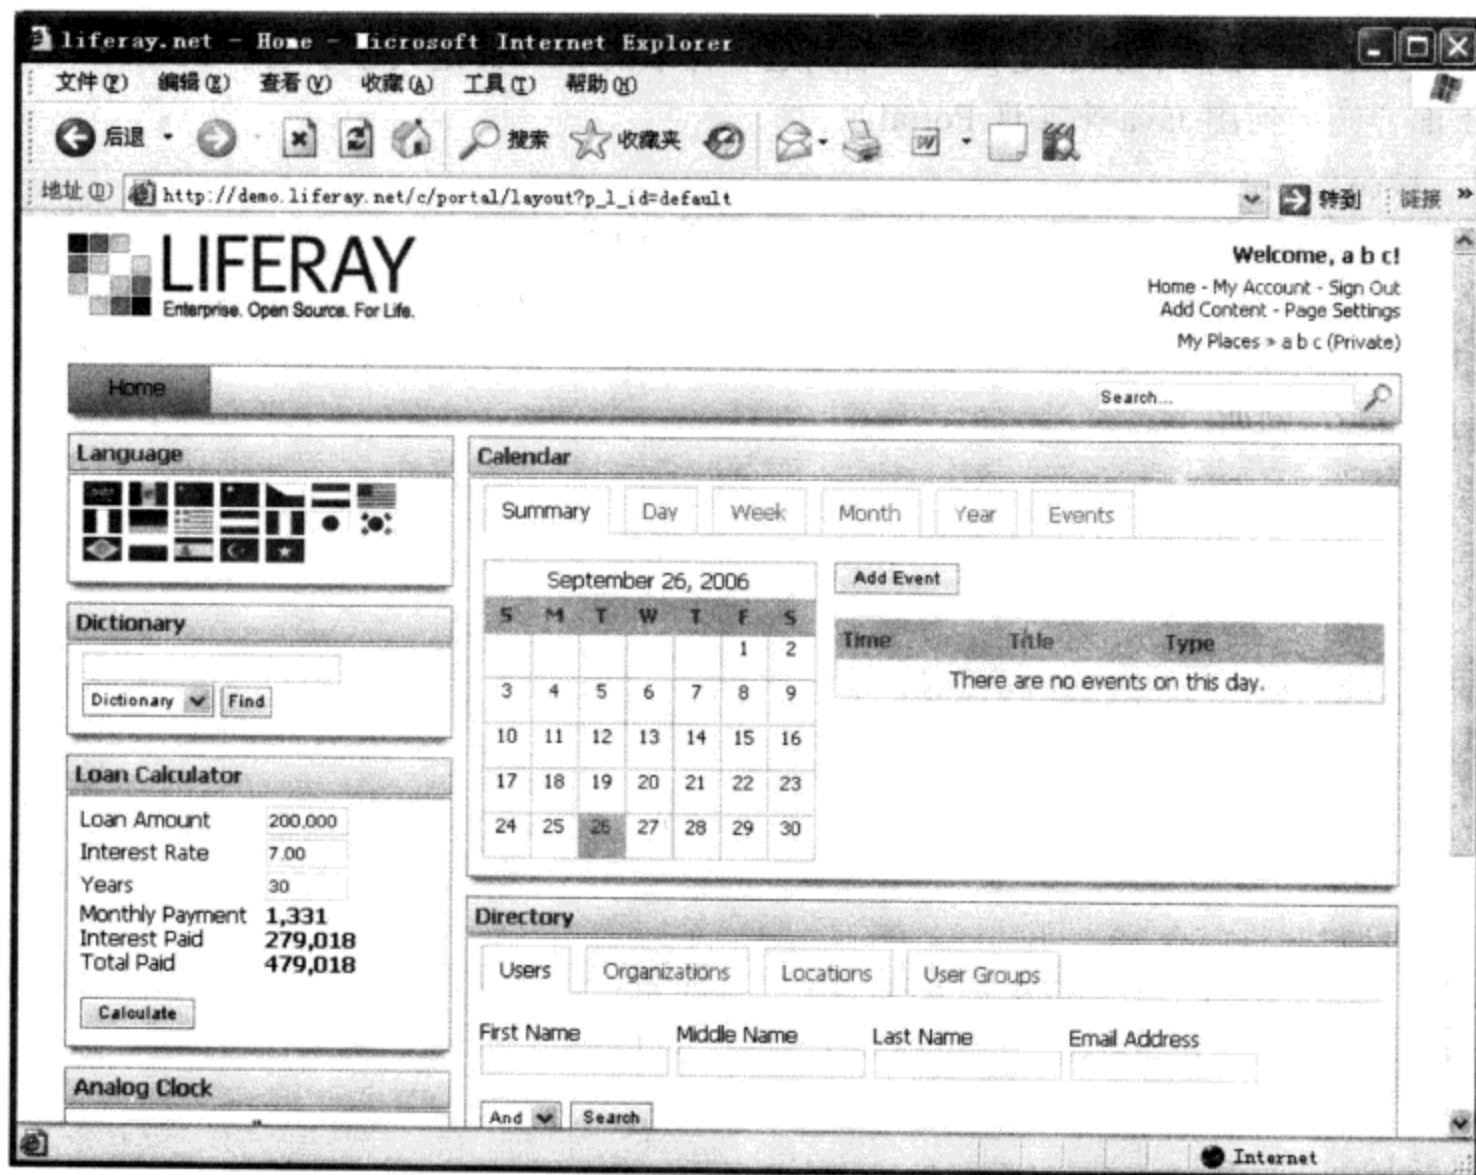 liferay.net - Home - Microsoft Internet Explorer
文件(F) 编辑(E) 查看(V) 收藏(A) 工具(T) 帮助(H)
后退 搜索 收藏夹
地址(D) http://demo.liferay.net/c/portal/layout?p_l_id=default 转到 链接 »
LIFERAY
Enterprise. Open Source. For Life.
Welcome, a b c!
Home - My Account - Sign Out
Add Content - Page Settings
My Places » a b c (Private)
Home Search...
Language
Dictionary
Dictionary Find
Loan Calculator
Loan Amount 200,000
Interest Rate 7.00
Years 30
Monthly Payment 1,331
Interest Paid 279,018
Total Paid 479,018
Calculate
Analog Clock
Calendar
Summary Day Week Month Year Events
September 26, 2006
S M T W T F S
1 2
3 4 5 6 7 8 9
10 11 12 13 14 15 16
17 18 19 20 21 22 23
24 25 26 27 28 29 30
Add Event
Time Title Type
There are no events on this day.
Directory
Users Organizations Locations User Groups
First Name Middle Name Last Name Email Address
And Search
Internet